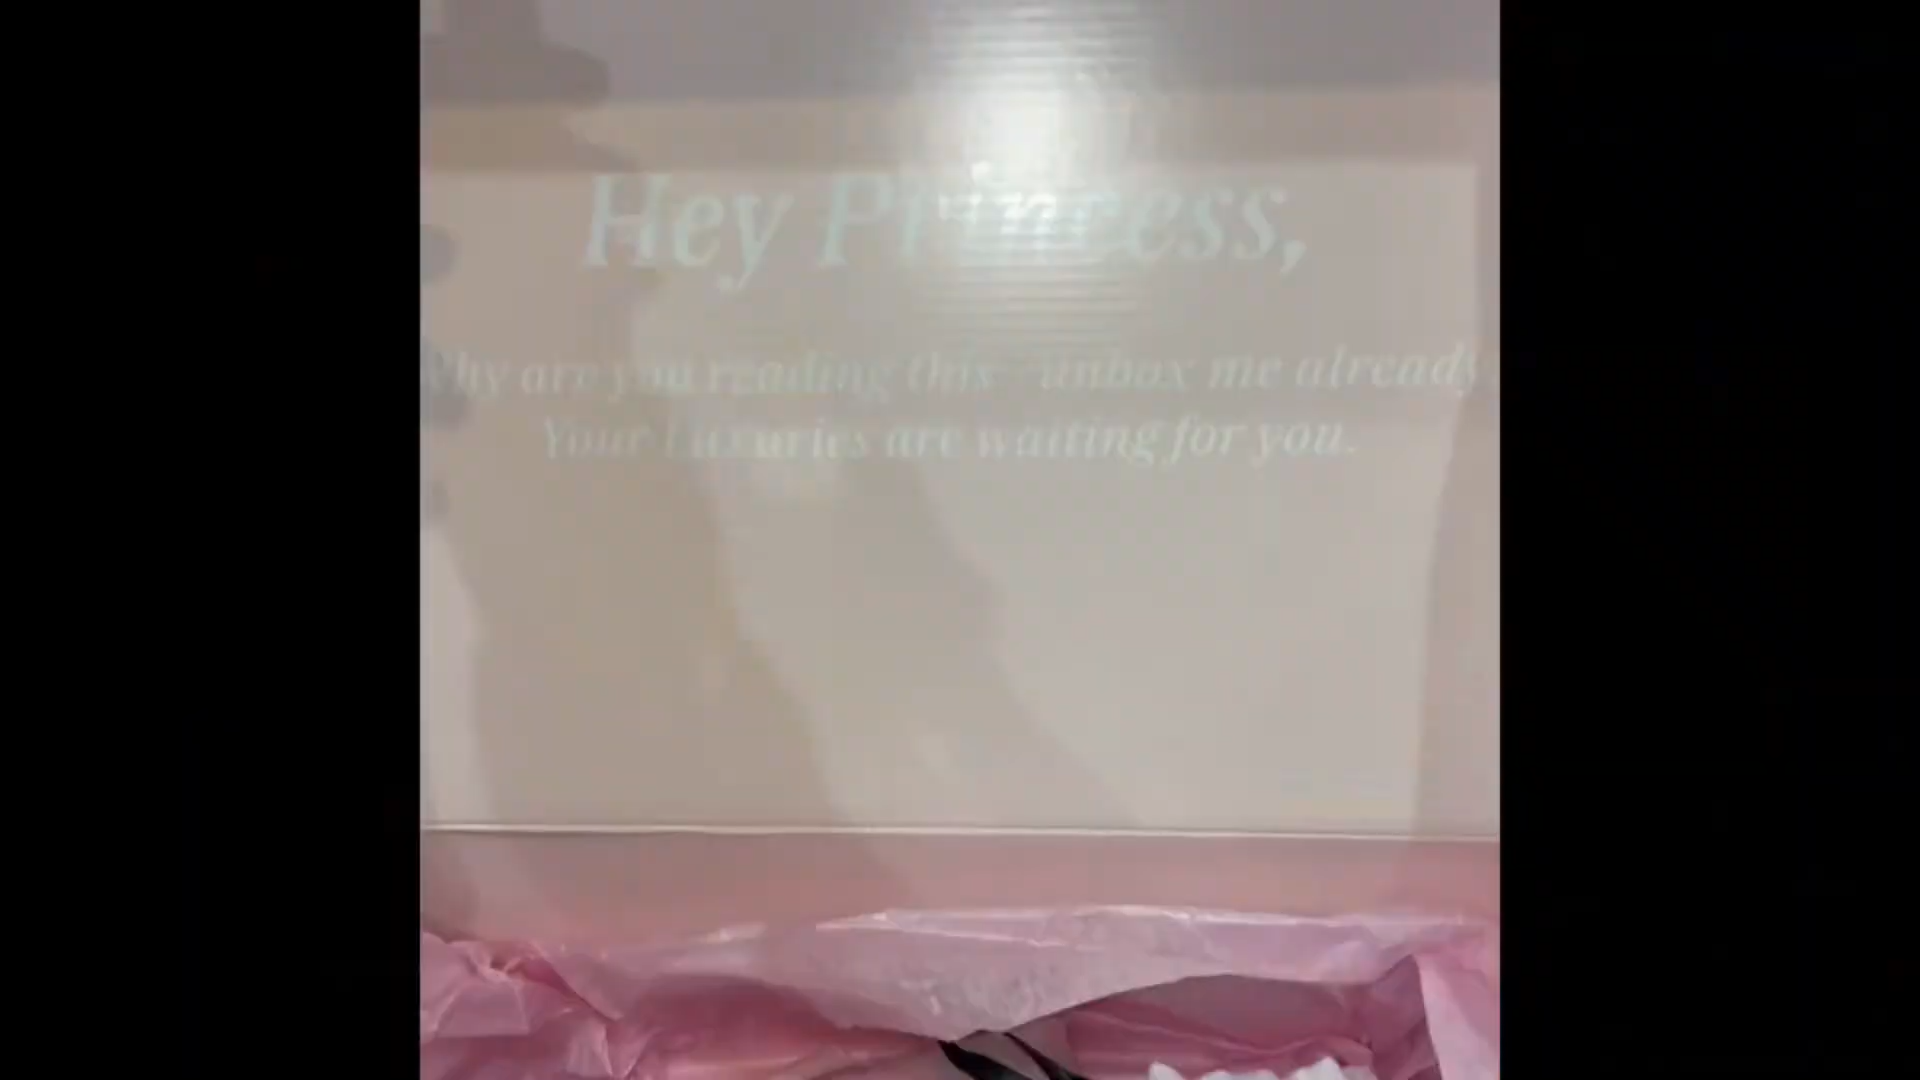 Hey Princess,
Why are you reading this unbox me already
Your Luxuries are waiting for you.